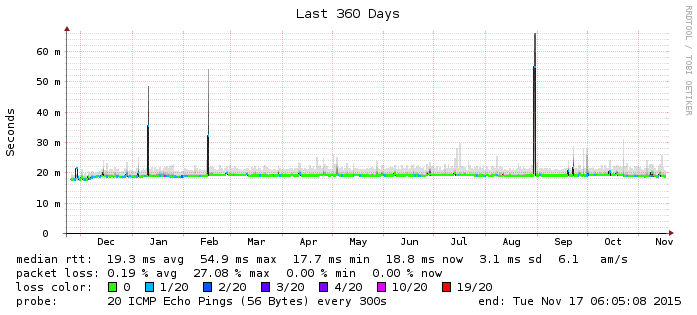 Last 360 Days
RRDTOOL / TOBI OETIKER
Seconds
60 m
50 m
40 m
30 m
20 m
10 m
0
Dec Jan Feb Mar Apr May Jun Jul Aug Sep Oct Nov
median rtt: 19.3 ms avg 54.9 ms max 17.7 ms min 18.8 ms now 3.1 ms sd 6.1 am/s
packet loss: 0.19 % avg 27.08 % max 0.00 % min 0.00 % now
loss color: 0 1/20 2/20 3/20 4/20 10/20 19/20
probe: 20 ICMP Echo Pings (56 Bytes) every 300s end: Tue Nov 17 06:05:08 2015